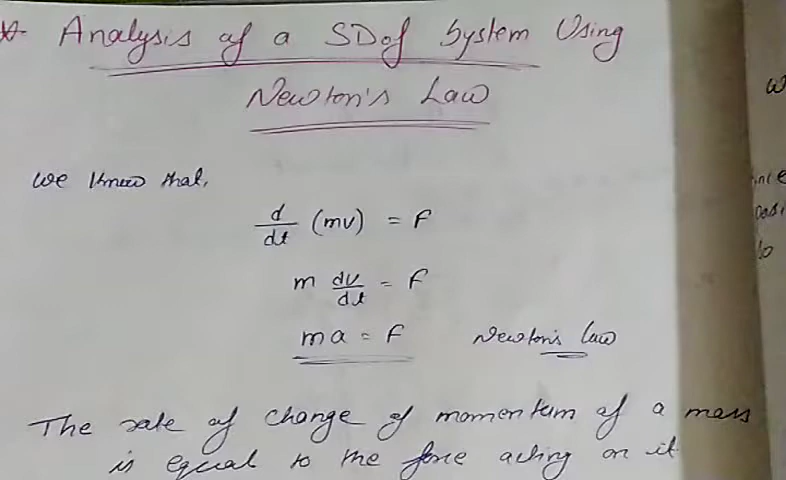 * Analysis of a SDof System Using
Newton's Law
we know that,
d/dt (mv) = F
m dv/dt = F
ma = F Newton's law
The rate of change of momentum of a mass
is equal to the force acting on it